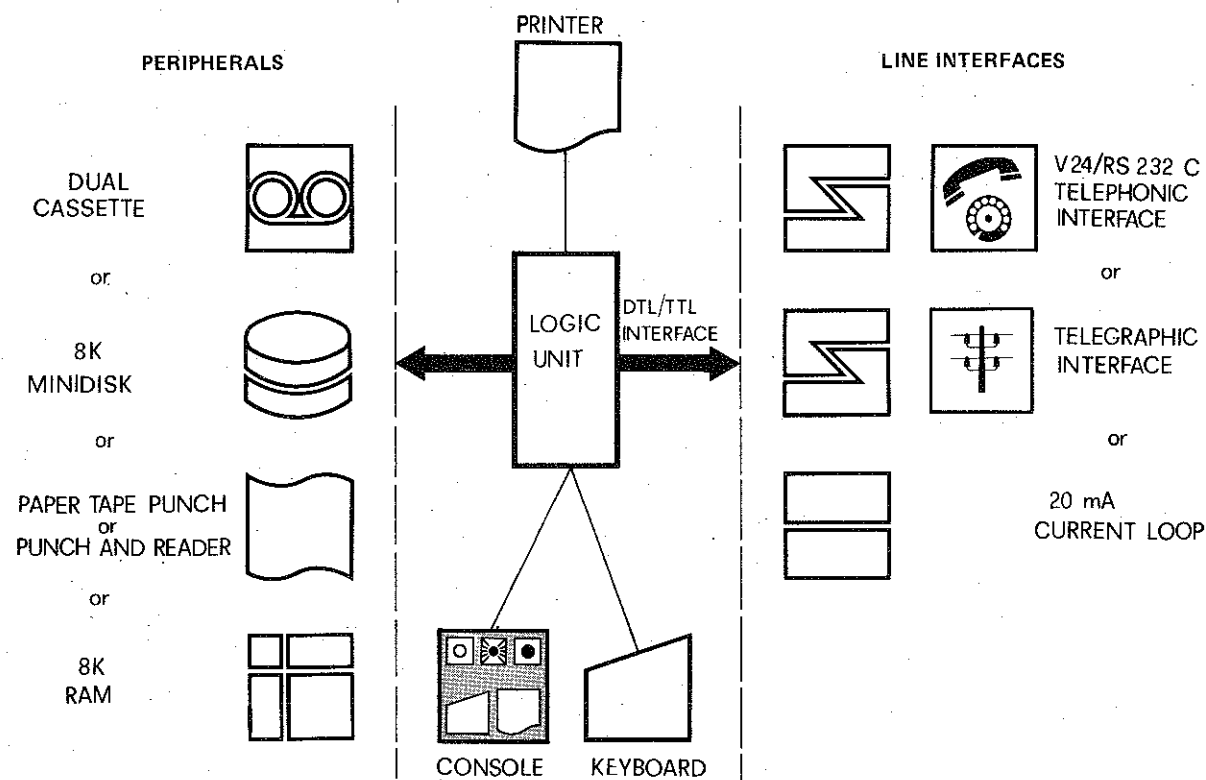 PERIPHERALS
DUAL
CASSETTE
or
8K
MINIDISK
or
PAPER TAPE PUNCH
or
PUNCH AND READER
or
8K
RAM
PRINTER
LOGIC
UNIT
DTL/TTL
INTERFACE
CONSOLE
KEYBOARD
LINE INTERFACES
V24/RS 232 C
TELEPHONIC
INTERFACE
or
TELEGRAPHIC
INTERFACE
or
20 mA
CURRENT LOOP